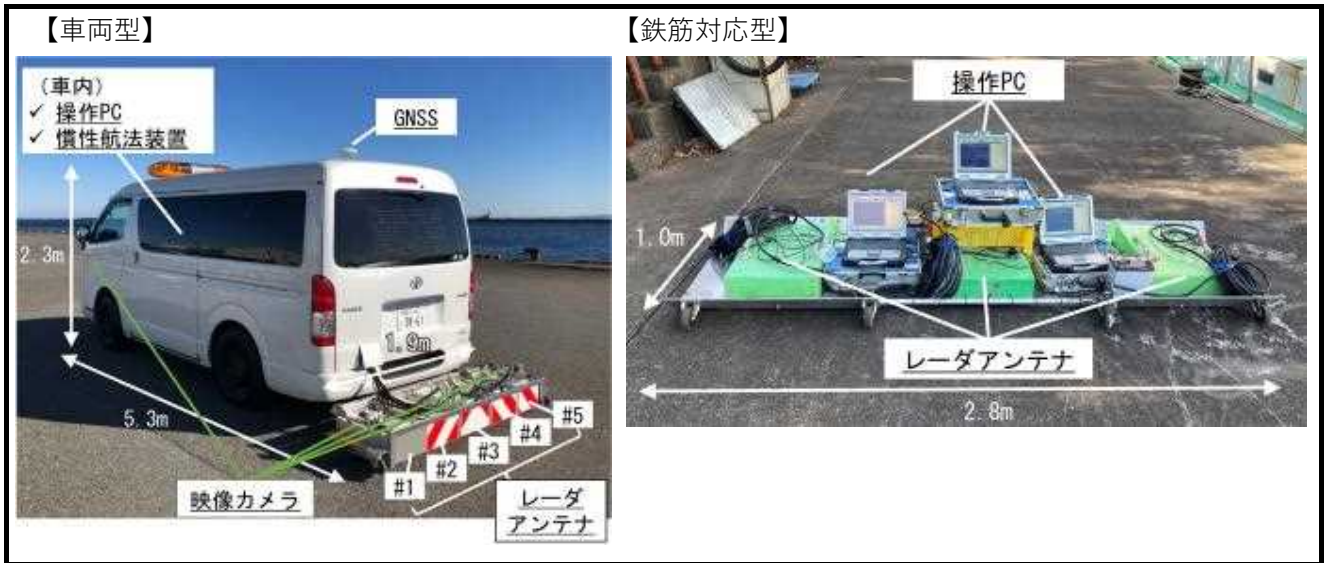 【車両型】
(車内)
✓ 操作PC
✓ 慣性航法装置
GNSS
2.3m
1.9m
5.3m
#1
#2
#3
#4
#5
映像カメラ
レーダ
アンテナ
【鉄筋対応型】
操作PC
1.0m
レーダアンテナ
2.8m